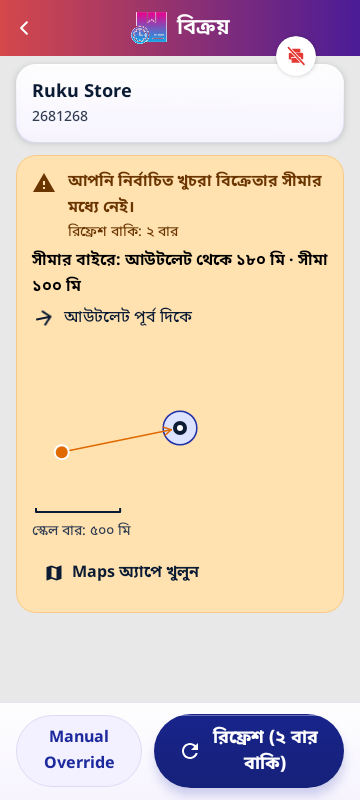 বিক্রয়
Ruku Store
2681268
আপনি নির্বাচিত খুচরা বিক্রেতার সীমার
মধ্যে নেই।
রিফ্রেশ বাকি: ২ বার
সীমার বাইরে: আউটলেট থেকে ১৮০ মি · সীমা
১০০ মি
আউটলেট পূর্ব দিকে
স্কেল বার: ৫০০ মি
Maps অ্যাপে খুলুন
Manual
Override
রিফ্রেশ (২ বার
বাকি)